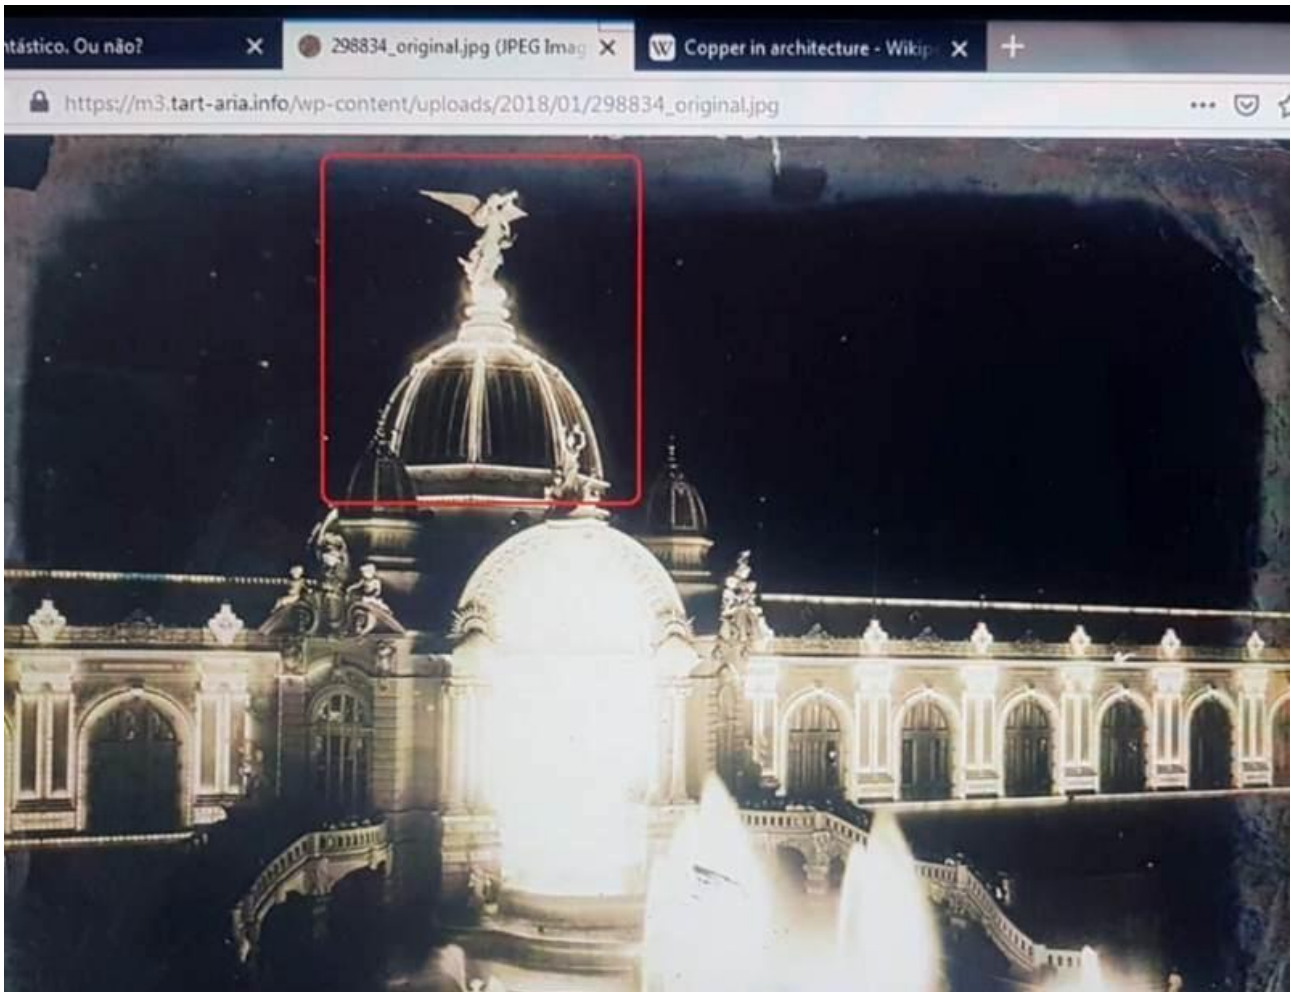 ntástico. Ou não?
298834_original.jpg (JPEG Imag
Copper in architecture - Wikip
https://m3.tart-aria.info/wp-content/uploads/2018/01/298834_original.jpg